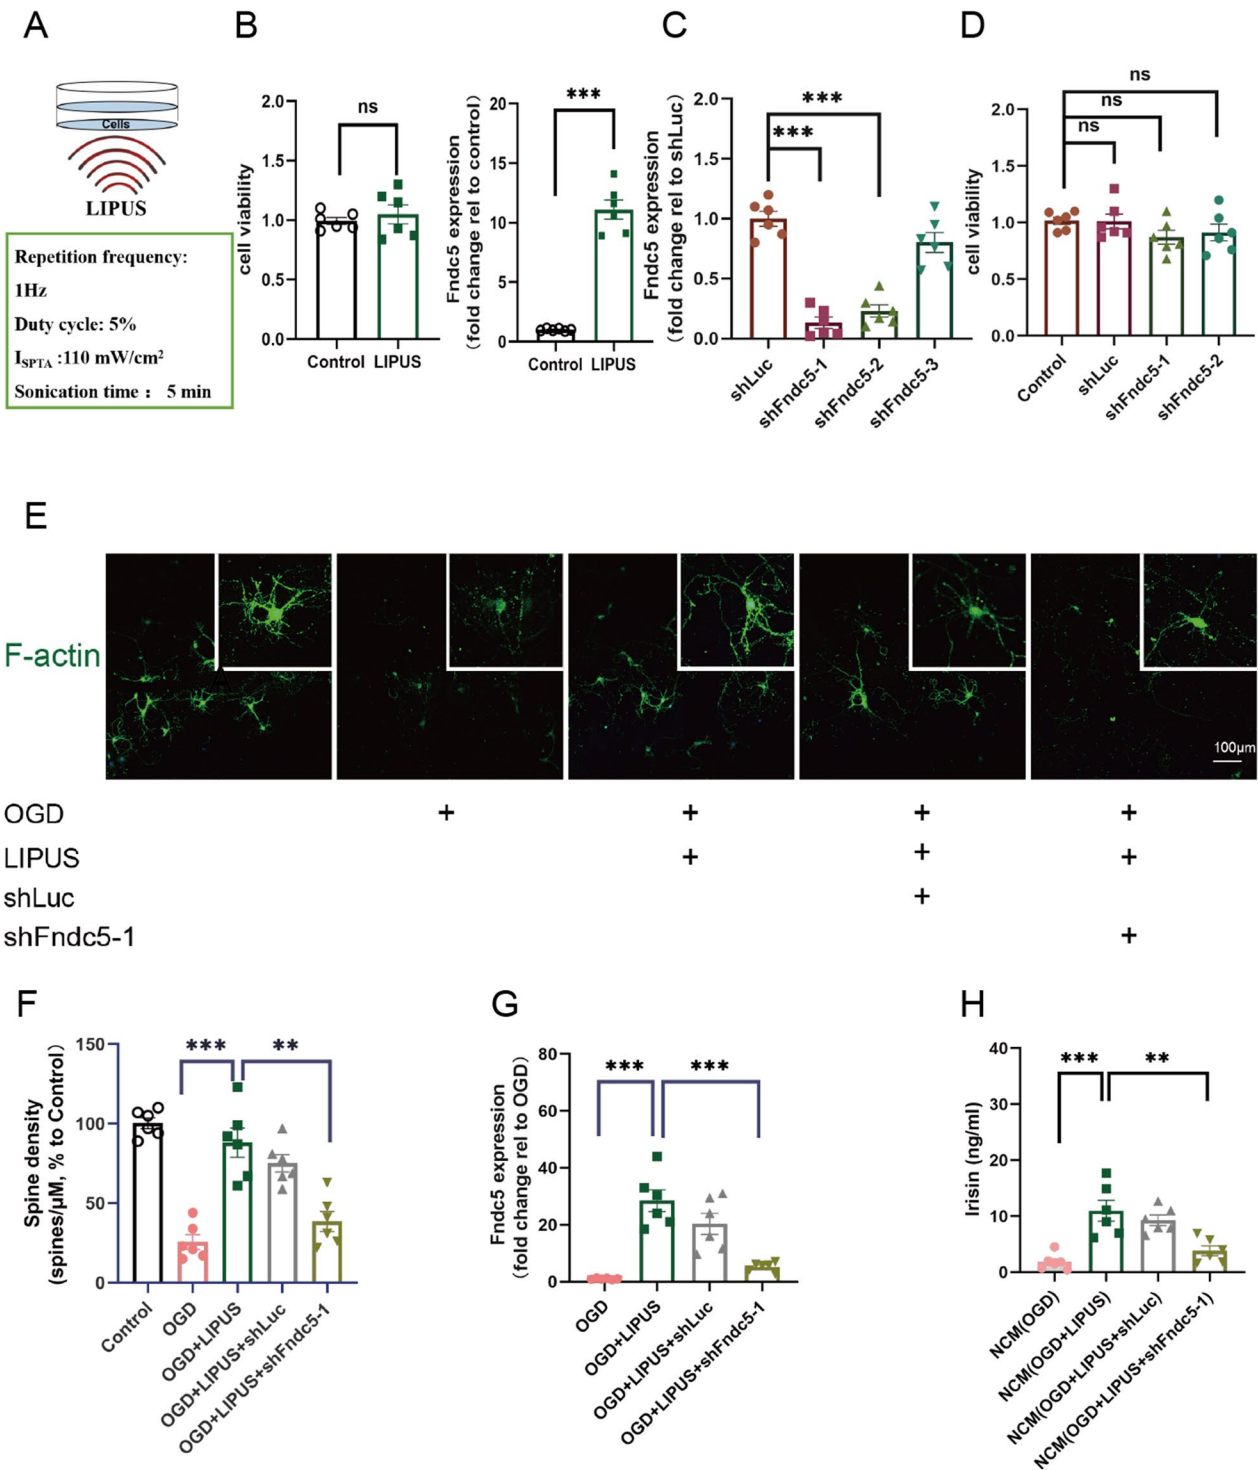 A
Cells
LIPUS
Repetition frequency:
1Hz
Duty cycle: 5%
I_SPTA :110 mW/cm²
Sonication time : 5 min
B
cell viability
2.0
1.5
1.0
0.5
0.0
ns
Control
LIPUS
Fndc5 expression
(fold change rel to control)
20
15
10
5
0
***
Control
LIPUS
C
Fndc5 expression
(fold change rel to shLuc)
2.0
1.5
1.0
0.5
0.0
***
***
shLuc
shFndc5-1
shFndc5-2
shFndc5-3
D
cell viability
2.0
1.5
1.0
0.5
0.0
ns
ns
ns
Control
shLuc
shFndc5-1
shFndc5-2
E
F-actin
A
100μm
OGD + + + +
LIPUS + + +
shLuc +
shFndc5-1 +
F
Spine density
(spines/μM, % to Control)
150
100
50
0
***
**
Control
OGD
OGD+LIPUS
OGD+LIPUS+shLuc
OGD+LIPUS+shFndc5-1
G
Fndc5 expression
(fold change rel to OGD)
80
60
40
20
0
***
***
OGD
OGD+LIPUS
OGD+LIPUS+shLuc
OGD+LIPUS+shFndc5-1
H
Irisin (ng/ml)
40
30
20
10
0
***
**
NCM(OGD)
NCM(OGD+LIPUS)
NCM(OGD+LIPUS+shLuc)
NCM(OGD+LIPUS+shFndc5-1)